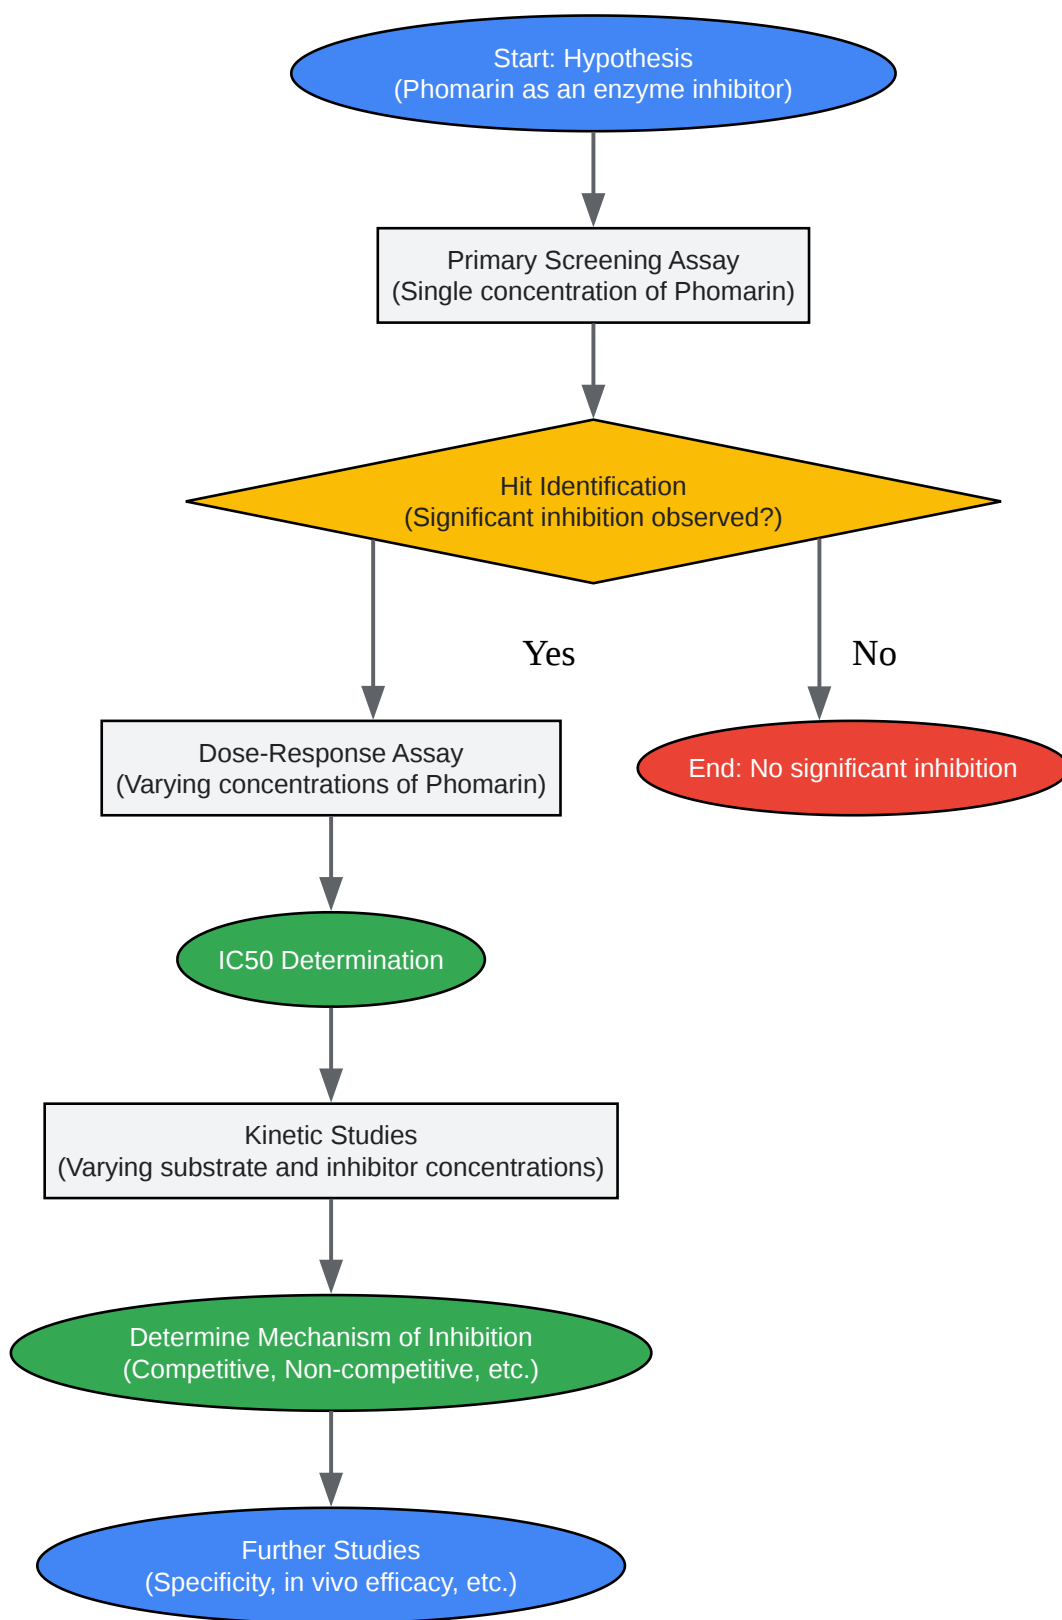 Start: Hypothesis
(Phomarin as an enzyme inhibitor)
Primary Screening Assay
(Single concentration of Phomarin)
Hit Identification
(Significant inhibition observed?)
Yes
No
Dose-Response Assay
(Varying concentrations of Phomarin)
End: No significant inhibition
IC50 Determination
Kinetic Studies
(Varying substrate and inhibitor concentrations)
Determine Mechanism of Inhibition
(Competitive, Non-competitive, etc.)
Further Studies
(Specificity, in vivo efficacy, etc.)